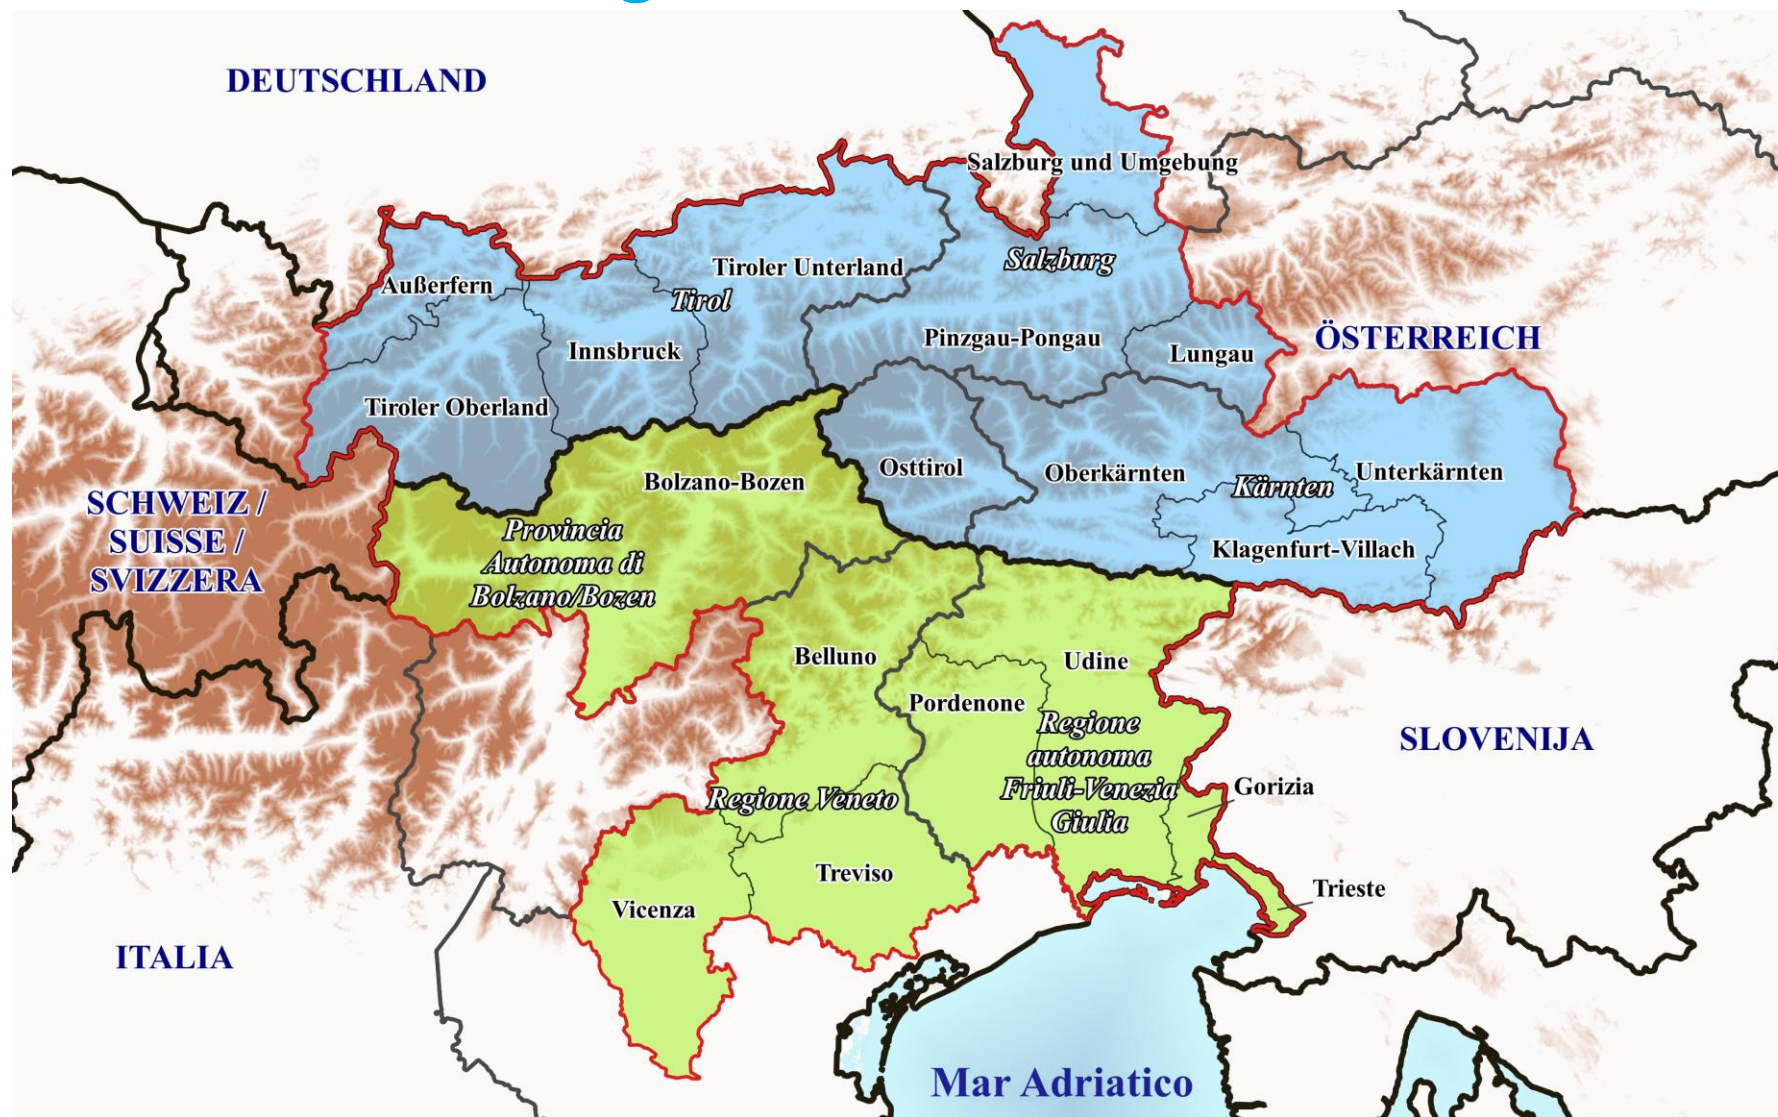 DEUTSCHLAND
Salzburg und Umgebung
Salzburg
Tiroler Unterland
Außerfern
Tirol
Innsbruck
Pinzgau-Pongau
Lungau
ÖSTERREICH
Tiroler Oberland
Osttirol
Oberkärnten
Kärnten
Unterkärnten
Klagenfurt-Villach
Bolzano-Bozen
SCHWEIZ /
SUISSE /
SVIZZERA
Provincia
Autonoma di
Bolzano/Bozen
Belluno
Udine
Pordenone
Regione
autonoma
Friuli-Venezia
Giulia
SLOVENIJA
Gorizia
Regione Veneto
Treviso
Trieste
Vicenza
ITALIA
Mar Adriatico